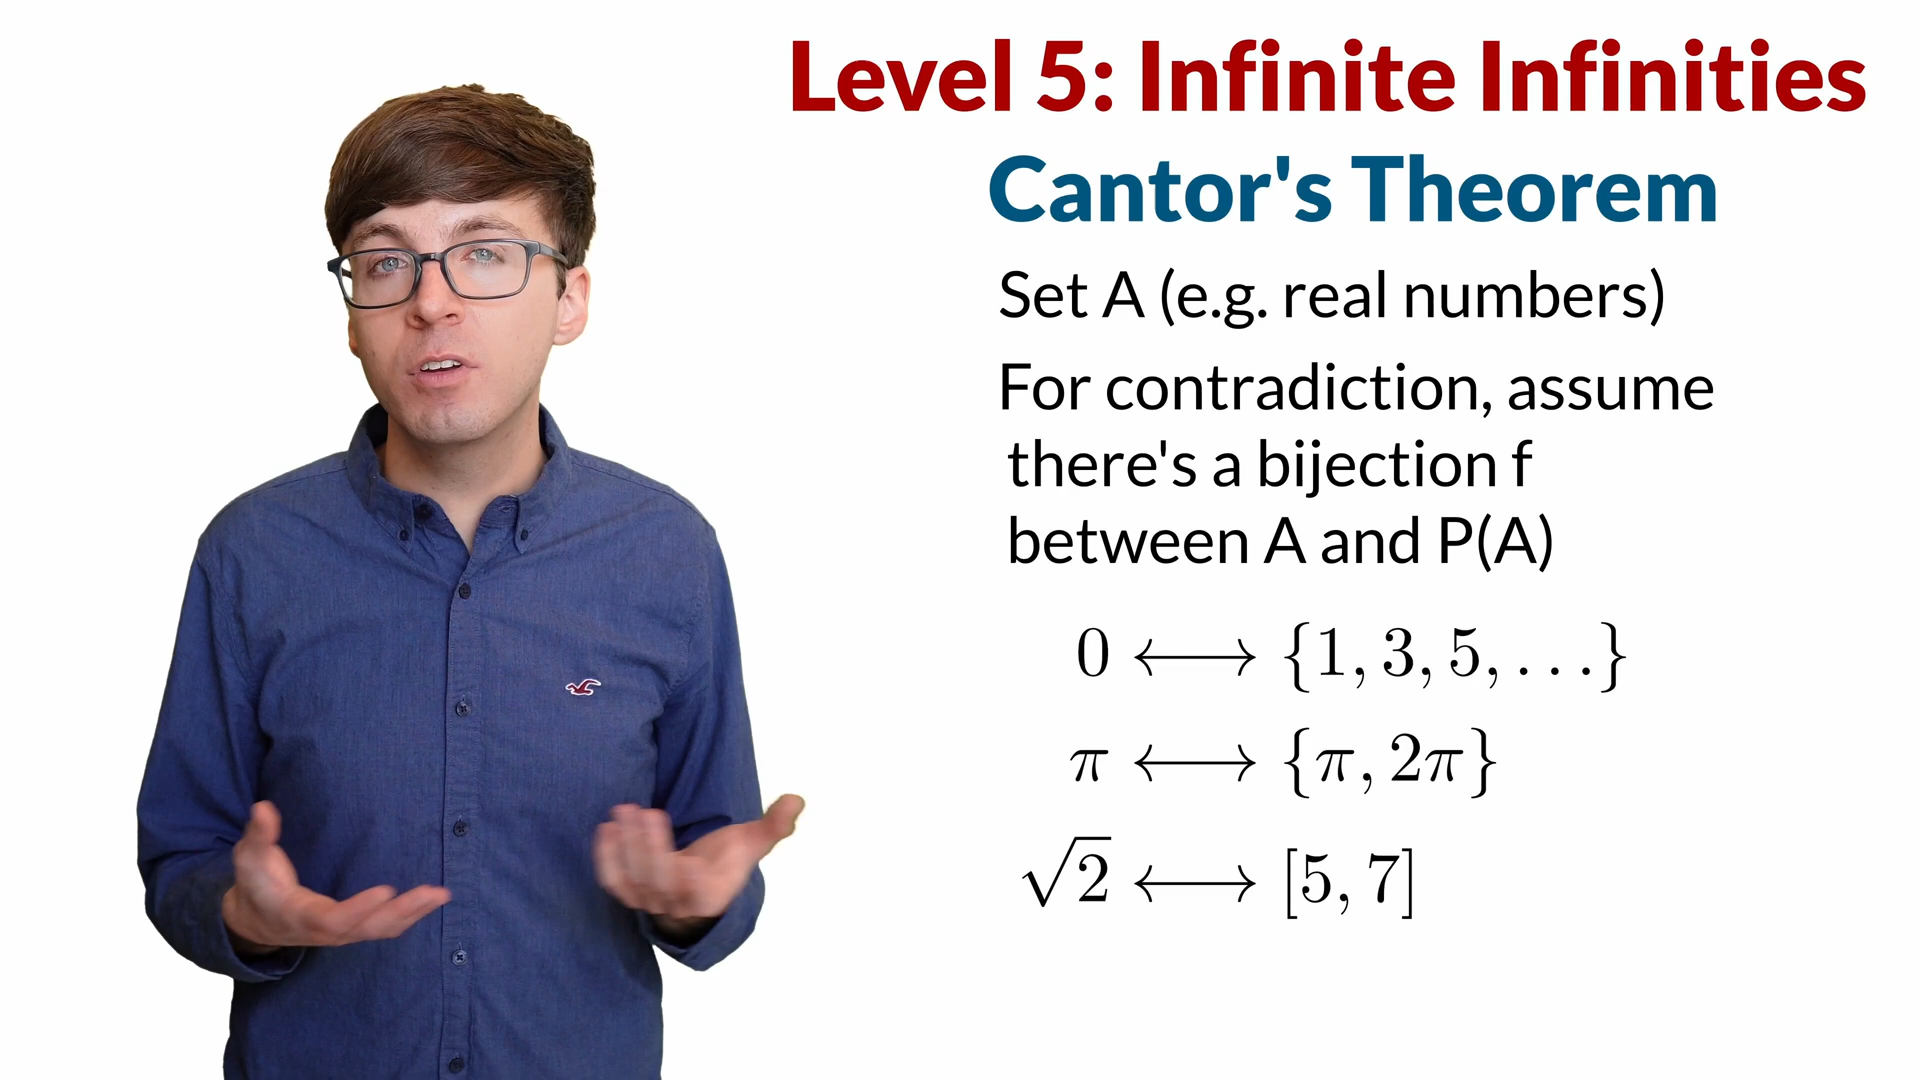 Level 5: Infinite Infinities
Cantor's Theorem
Set A (e.g. real numbers)
For contradiction, assume
there's a bijection f
between A and P(A)
0 ⟷ {1, 3, 5, . . .}
π ⟷ {π, 2π}
√2 ⟷ [5, 7]